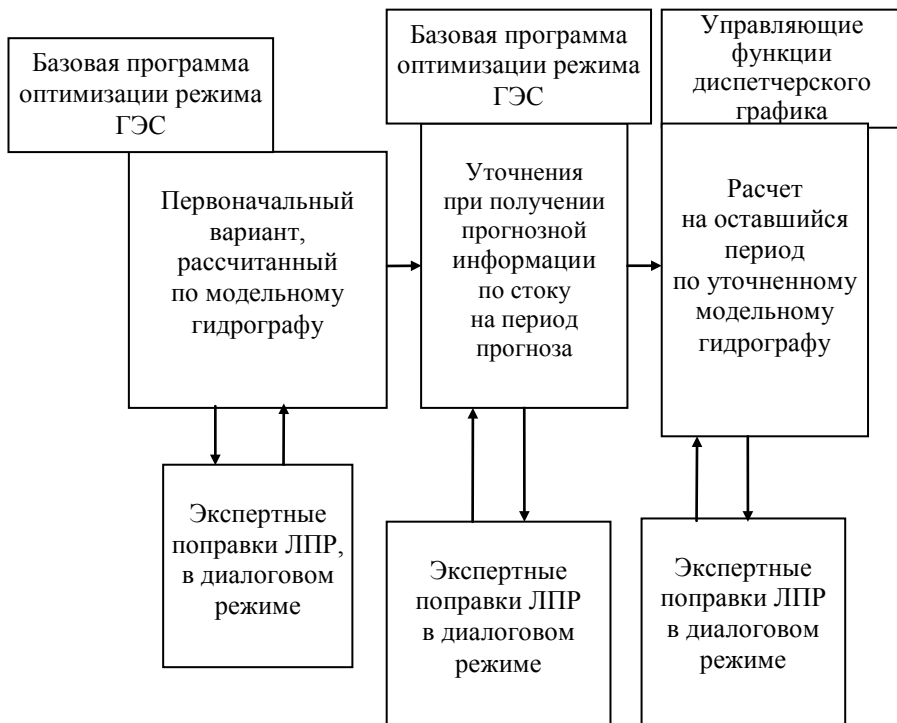 Базовая программа
оптимизации режима
ГЭС
Базовая программа
оптимизации режима
ГЭС
Управляющие
функции
диспетчерского
графика
Первоначальный
вариант,
рассчитанный
по модельному
гидрографу
Уточнения
при получении
прогнозной
информации
по стоку
на период
прогноза
Расчет
на оставшийся
период
по уточненному
модельному
гидрографу
Экспертные
поправки ЛПР,
в диалоговом
режиме
Экспертные
поправки ЛПР
в диалоговом
режиме
Экспертные
поправки ЛПР
в диалоговом
режиме